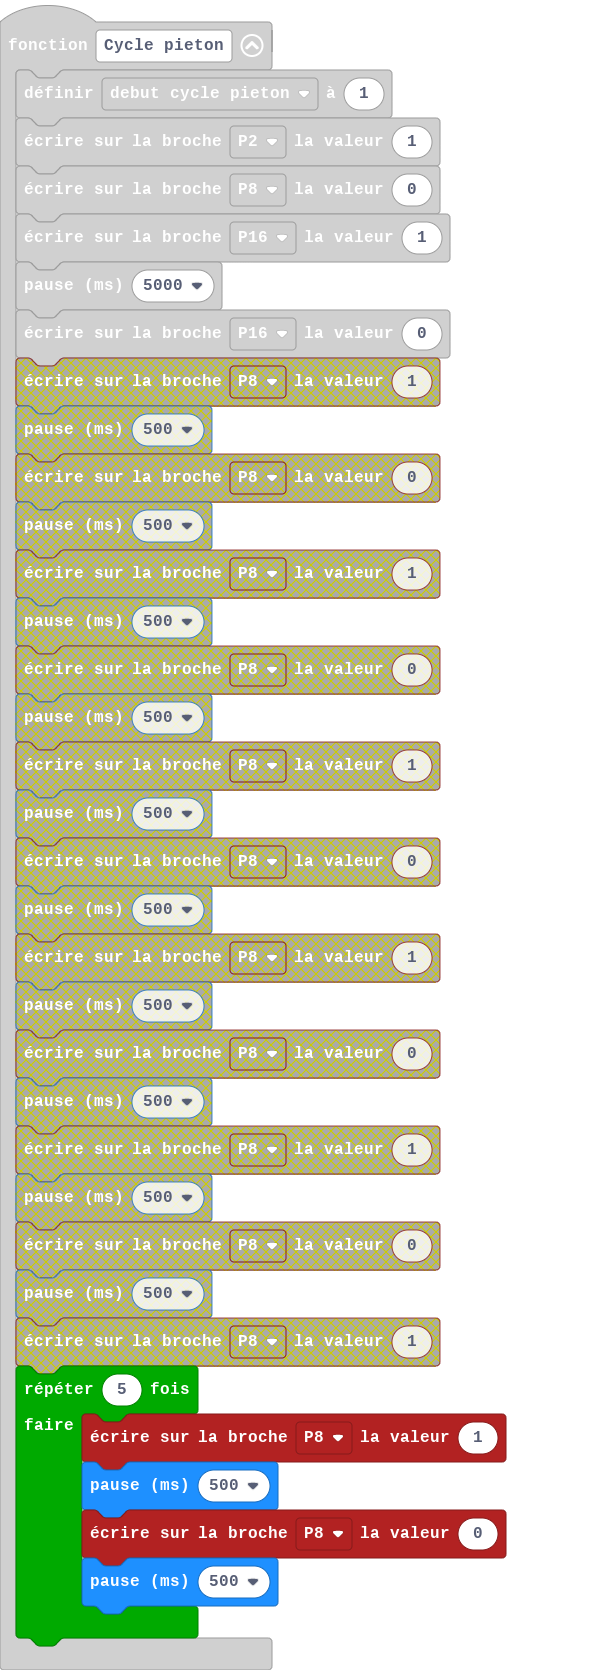 fonction Cycle pieton
définir debut cycle pieton à 1
écrire sur la broche P2 la valeur 1
écrire sur la broche P8 la valeur 0
écrire sur la broche P16 la valeur 1
pause (ms) 5000
écrire sur la broche P16 la valeur 0
écrire sur la broche P8 la valeur 1
pause (ms) 500
écrire sur la broche P8 la valeur 0
pause (ms) 500
écrire sur la broche P8 la valeur 1
pause (ms) 500
écrire sur la broche P8 la valeur 0
pause (ms) 500
écrire sur la broche P8 la valeur 1
pause (ms) 500
écrire sur la broche P8 la valeur 0
pause (ms) 500
écrire sur la broche P8 la valeur 1
pause (ms) 500
écrire sur la broche P8 la valeur 0
pause (ms) 500
écrire sur la broche P8 la valeur 1
pause (ms) 500
écrire sur la broche P8 la valeur 0
pause (ms) 500
écrire sur la broche P8 la valeur 1
répéter 5 fois
faire
écrire sur la broche P8 la valeur 1
pause (ms) 500
écrire sur la broche P8 la valeur 0
pause (ms) 500